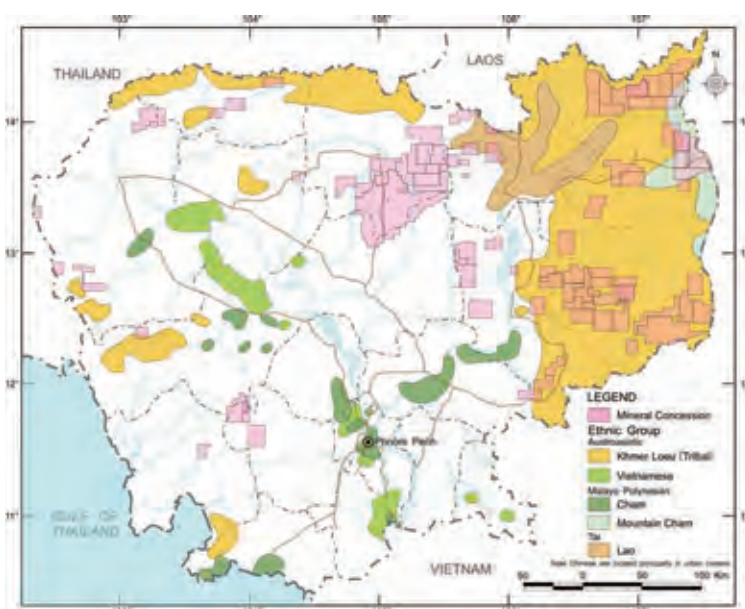 103° 104° 105° 106° 107°
THAILAND
LAOS
N
14°
13°
12°
11°
Phnom Penh
GULF OF
THAILAND
VIETNAM
LEGEND
Mineral Concession
Ethnic Group
Austroasiatic
Khmer Loeu (Tribal)
Vietnamese
Malayo-Polynesian
Cham
Mountain Cham
Tai
Lao
50 0 50 100 Km